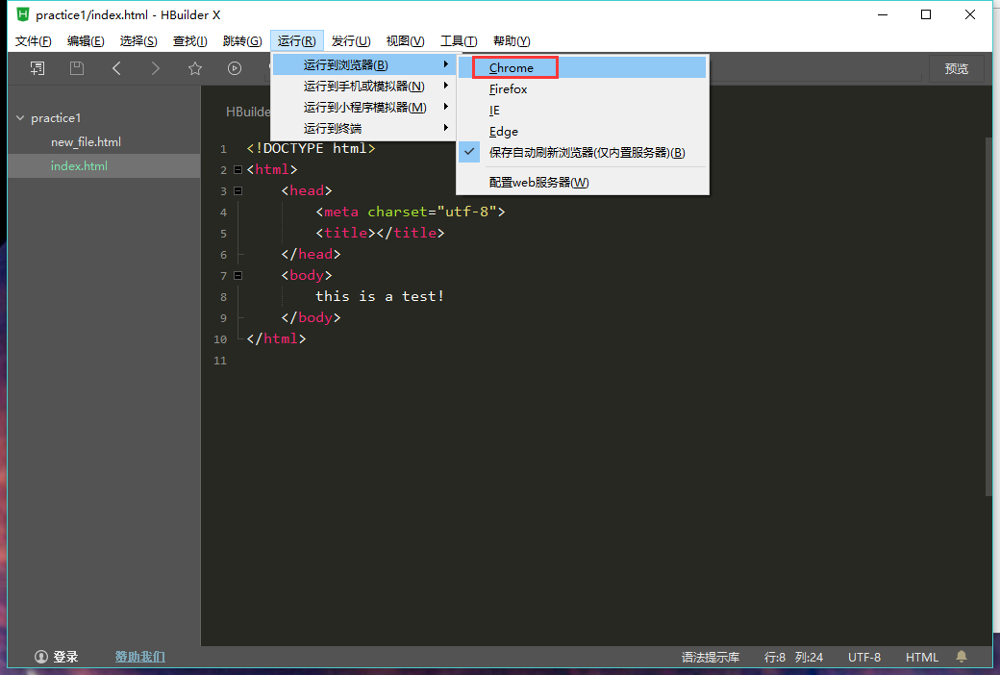 practice1/index.html - HBuilder X
文件(F) 编辑(E) 选择(S) 查找(I) 跳转(G) 运行(R) 发行(U) 视图(V) 工具(T) 帮助(Y)
预览
运行到浏览器(B)
运行到手机或模拟器(N)
运行到小程序模拟器(M)
运行到终端
Chrome
Firefox
IE
Edge
保存自动刷新浏览器(仅内置服务器)(B)
配置web服务器(W)
practice1
new_file.html
index.html
HBuilde
1 <!DOCTYPE html>
2 <html>
3 <head>
4 <meta charset="utf-8">
5 <title></title>
6 </head>
7 <body>
8 this is a test!
9 </body>
10 </html>
11
登录 赞助我们 语法提示库 行:8 列:24 UTF-8 HTML